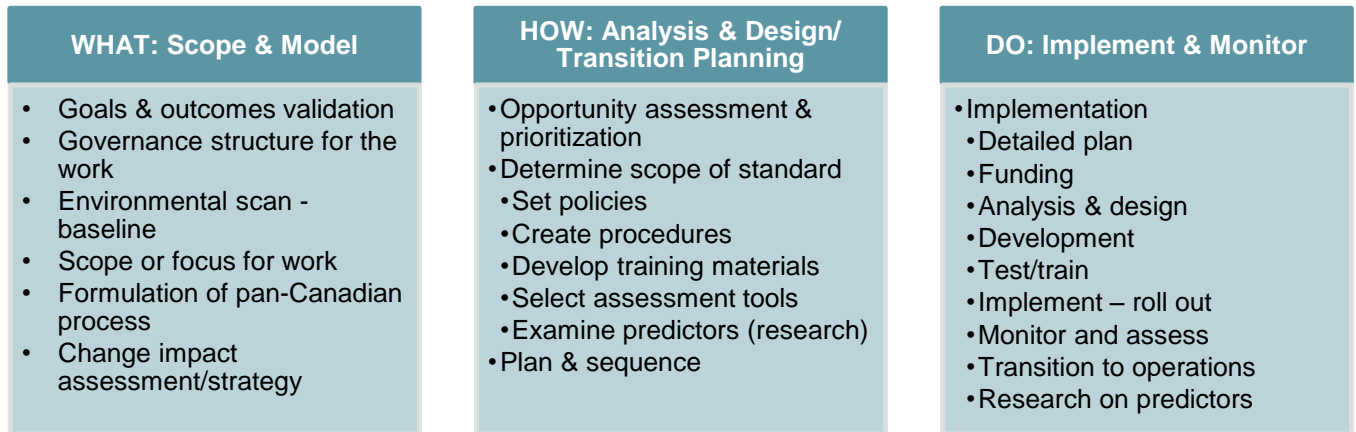 WHAT: Scope & Model
• Goals & outcomes validation
• Governance structure for the
work
• Environmental scan -
baseline
• Scope or focus for work
• Formulation of pan-Canadian
process
• Change impact
assessment/strategy
HOW: Analysis & Design/
Transition Planning
•Opportunity assessment &
prioritization
•Determine scope of standard
•Set policies
•Create procedures
•Develop training materials
•Select assessment tools
•Examine predictors (research)
•Plan & sequence
DO: Implement & Monitor
•Implementation
•Detailed plan
•Funding
•Analysis & design
•Development
•Test/train
•Implement – roll out
•Monitor and assess
•Transition to operations
•Research on predictors